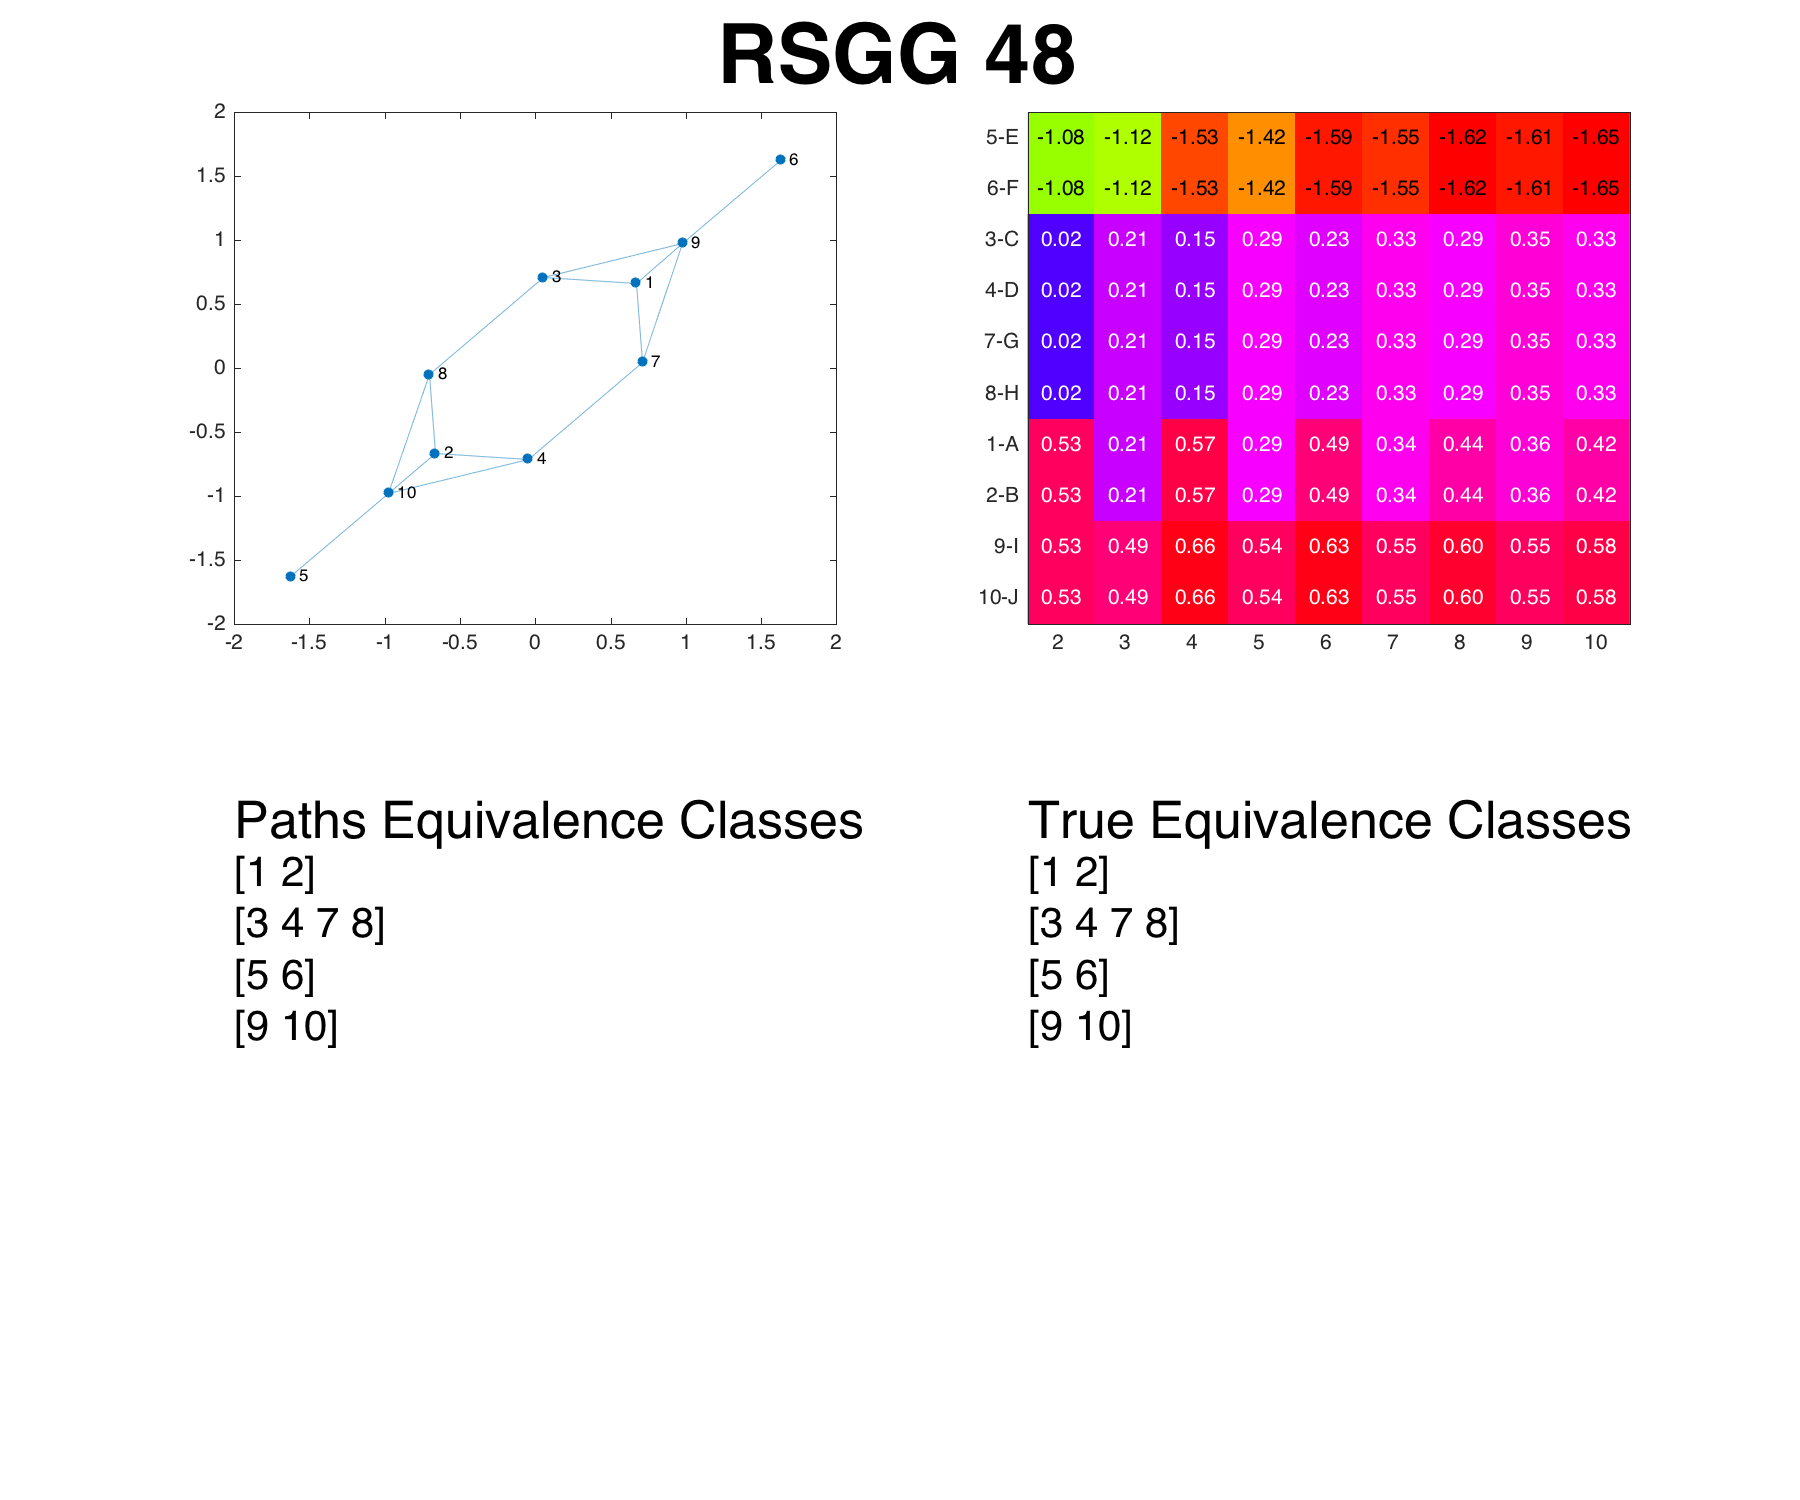 RSGG 48
2
1.5
1
0.5
0
-0.5
-1
-1.5
-2
-2 -1.5 -1 -0.5 0 0.5 1 1.5 2
6
9
3
1
7
8
2
4
10
5
5-E -1.08 -1.12 -1.53 -1.42 -1.59 -1.55 -1.62 -1.61 -1.65
6-F -1.08 -1.12 -1.53 -1.42 -1.59 -1.55 -1.62 -1.61 -1.65
3-C 0.02 0.21 0.15 0.29 0.23 0.33 0.29 0.35 0.33
4-D 0.02 0.21 0.15 0.29 0.23 0.33 0.29 0.35 0.33
7-G 0.02 0.21 0.15 0.29 0.23 0.33 0.29 0.35 0.33
8-H 0.02 0.21 0.15 0.29 0.23 0.33 0.29 0.35 0.33
1-A 0.53 0.21 0.57 0.29 0.49 0.34 0.44 0.36 0.42
2-B 0.53 0.21 0.57 0.29 0.49 0.34 0.44 0.36 0.42
9-I 0.53 0.49 0.66 0.54 0.63 0.55 0.60 0.55 0.58
10-J 0.53 0.49 0.66 0.54 0.63 0.55 0.60 0.55 0.58
2 3 4 5 6 7 8 9 10
Paths Equivalence Classes
[1 2]
[3 4 7 8]
[5 6]
[9 10]
True Equivalence Classes
[1 2]
[3 4 7 8]
[5 6]
[9 10]